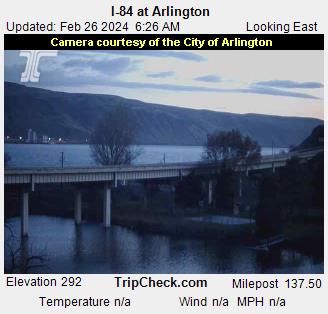 I-84 at Arlington
Updated: Feb 26 2024 6:26 AM Looking East
Camera courtesy of the City of Arlington
Elevation 292 TripCheck.com Milepost 137.50
Temperature n/a Wind n/a MPH n/a